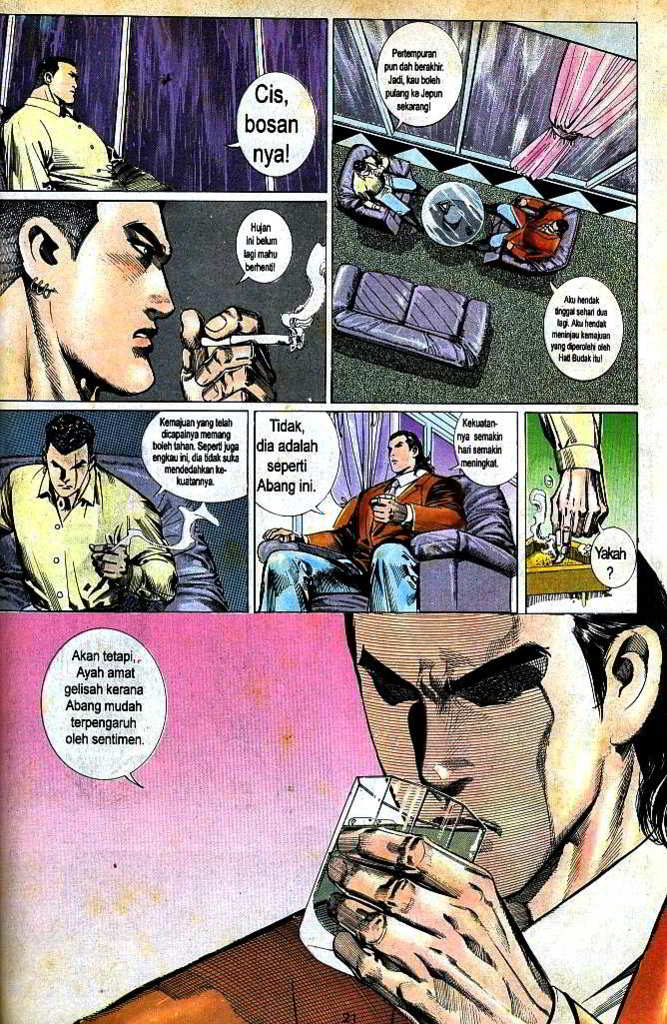 Cis,
bosan
nya!
Hujan
ini belum
lagi mahu
berhenti!
Pertempuran
pun dah berakhir.
Jadi, kau boleh
pulang ke Jepun
sekarang!
Aku hendak
tinggal sehari dua
lagi. Aku hendak
meninjau kemajuan
yang diperolehi oleh
Hati Budak itu!
Kemajuan yang telah
dicapainya memang
boleh tahan. Seperti juga
engkau ini, dia tidak suka
mendedahkan ke-
kuatannya.
Tidak,
dia adalah
seperti
Abang ini.
Kekuatan-
nya semakin
hari semakin
meningkat.
Yakah
?
Akan tetapi,
Ayah amat
gelisah kerana
Abang mudah
terpengaruh
oleh sentimen.
21